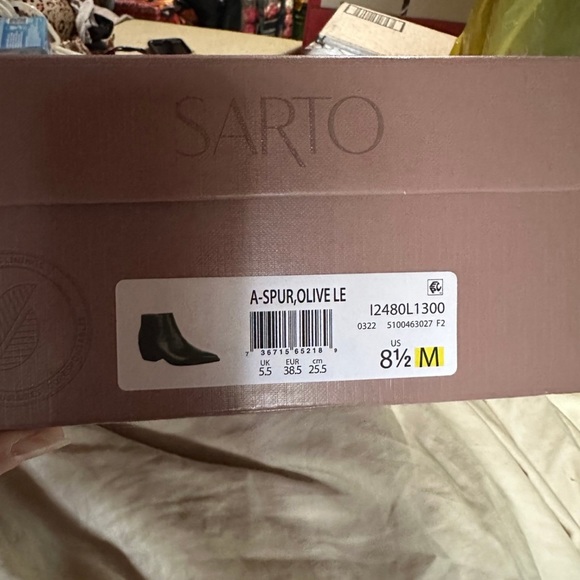 SARTO
A-SPUR,OLIVE LE
I2480L1300
0322 5100463027 F2
7 36715 65218 9
UK EUR cm
5.5 38.5 25.5
US
8½ M